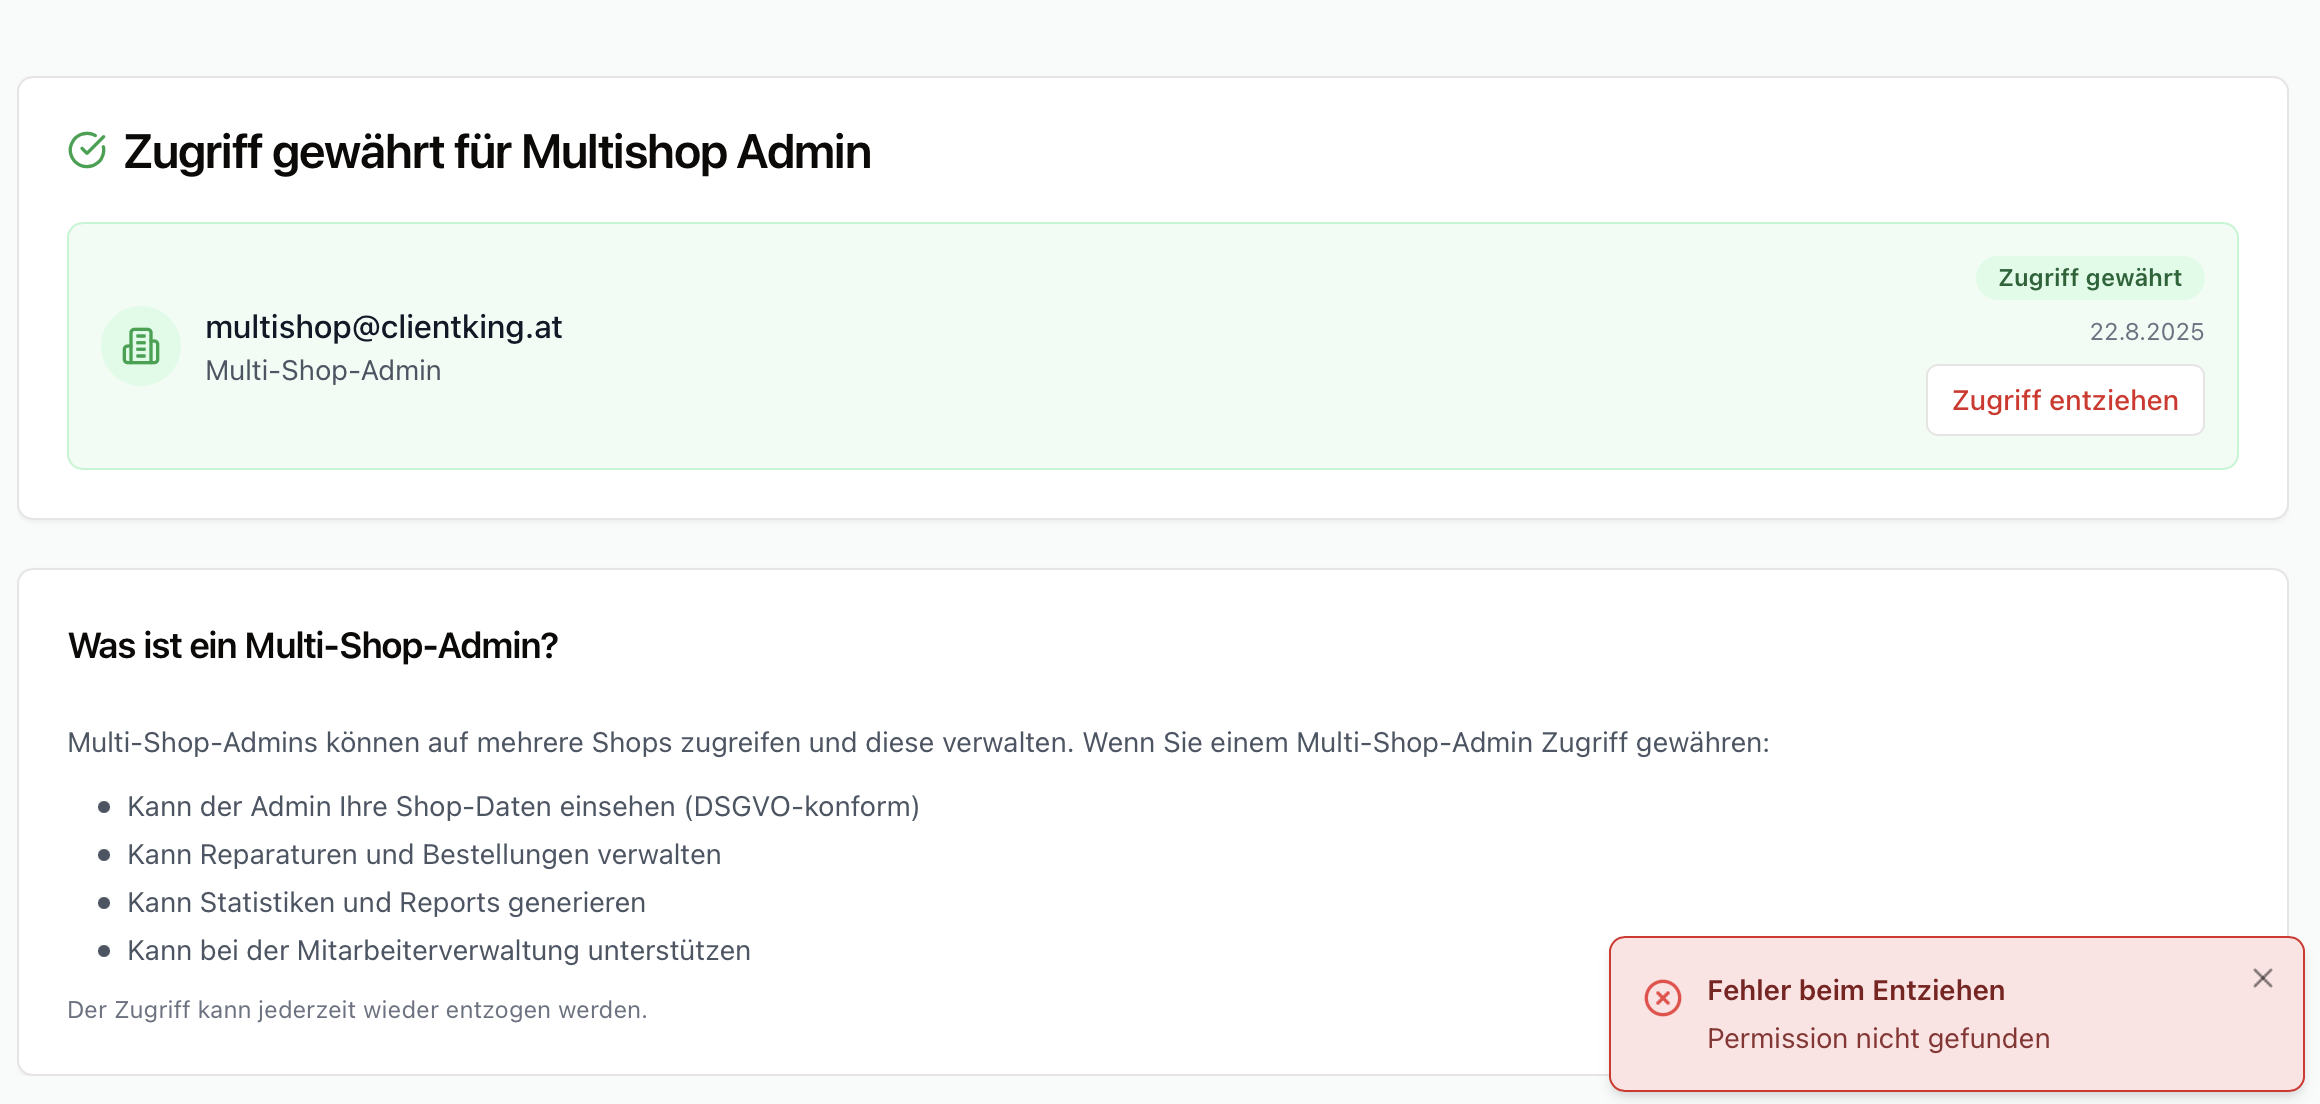 Zugriff gewährt für Multishop Admin
multishop@clientking.at
Multi-Shop-Admin
Zugriff gewährt
22.8.2025
Zugriff entziehen
Was ist ein Multi-Shop-Admin?
Multi-Shop-Admins können auf mehrere Shops zugreifen und diese verwalten. Wenn Sie einem Multi-Shop-Admin Zugriff gewähren:
Kann der Admin Ihre Shop-Daten einsehen (DSGVO-konform)
Kann Reparaturen und Bestellungen verwalten
Kann Statistiken und Reports generieren
Kann bei der Mitarbeiterverwaltung unterstützen
Der Zugriff kann jederzeit wieder entzogen werden.
Fehler beim Entziehen
Permission nicht gefunden